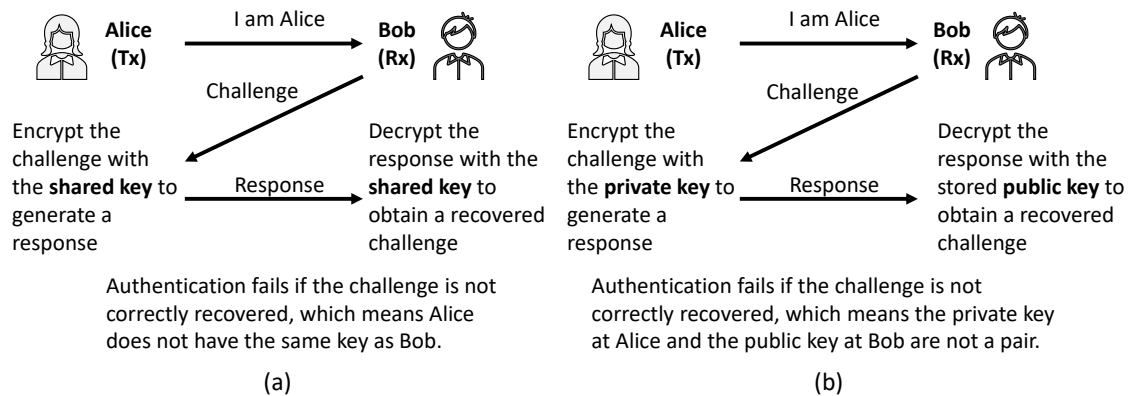 Alice
(Tx)
I am Alice
Bob
(Rx)
Challenge
Encrypt the
challenge with
the shared key to
generate a
response
Response
Decrypt the
response with the
shared key to
obtain a recovered
challenge
Authentication fails if the challenge is not
correctly recovered, which means Alice
does not have the same key as Bob.
(a)
Alice
(Tx)
I am Alice
Bob
(Rx)
Challenge
Encrypt the
challenge with
the private key to
generate a
response
Response
Decrypt the
response with the
stored public key to
obtain a recovered
challenge
Authentication fails if the challenge is not
correctly recovered, which means the private key
at Alice and the public key at Bob are not a pair.
(b)